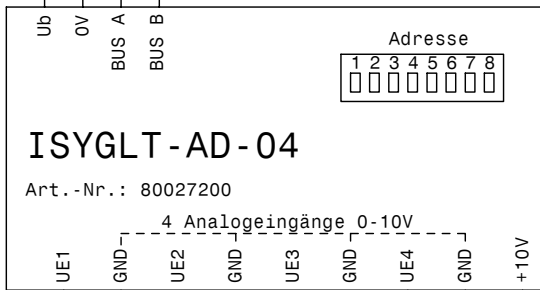 Ub 0V BUS A BUS B
Adresse
1 2 3 4 5 6 7 8
ISYGLT-AD-04
Art.-Nr.: 80027200
4 Analogeingänge 0-10V
UE1 GND UE2 GND UE3 GND UE4 GND +10V